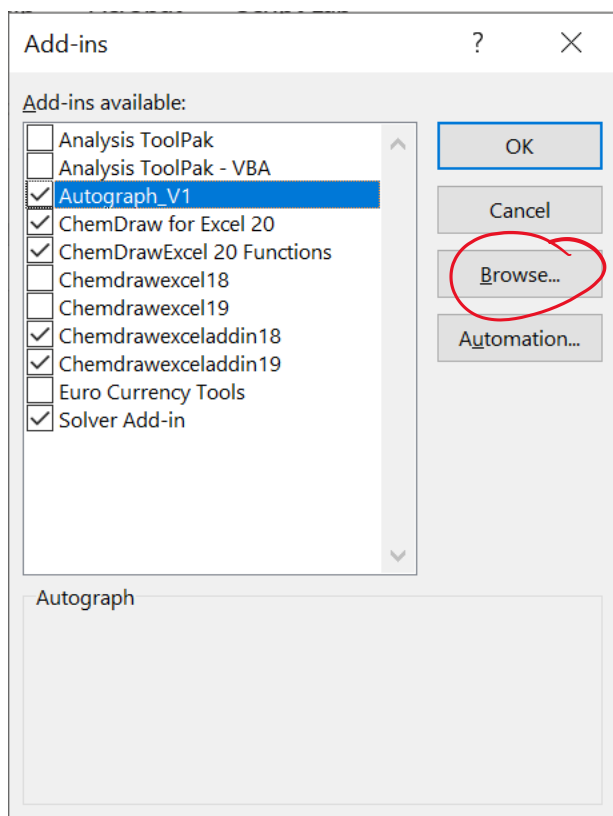 Add-ins
?
Add-ins available:
Analysis ToolPak
Analysis ToolPak - VBA
Autograph_V1
ChemDraw for Excel 20
ChemDrawExcel 20 Functions
Chemdrawexcel18
Chemdrawexcel19
Chemdrawexceladdin18
Chemdrawexceladdin19
Euro Currency Tools
Solver Add-in
OK
Cancel
Browse...
Automation...
Autograph